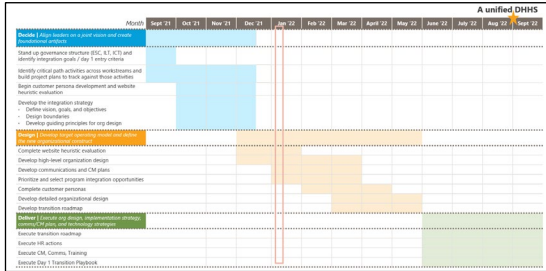 A unified DHHS
Month Sept '21 Oct '21 Nov '21 Dec '21 Jan '22 Feb '22 Mar '22 April '22 May '22 June '22 July '22 Aug '22 Sept '22
Decide | Align leaders on a joint vision and create
foundational artifacts
Stand up governance structure (ESC, ILT, ICT) and
identify integration goals / day 1 entry criteria
Identify critical path activities across workstreams and
build project plans to track against those activities
Begin customer persona development and website
heuristic evaluation
Develop the integration strategy
- Define vision, goals, and objectives
- Design boundaries
- Develop guiding principles for org design
Design | Develop target operating model and define
the new organizational construct
Complete website heuristic evaluation
Develop high-level organization design
Develop communications and CM plans
Prioritize and select program integration opportunities
Complete customer personas
Develop detailed organizational design
Develop transition roadmap
Deliver | Execute org design, implementation strategy,
comms/CM plan, and technology strategies
Execute transition roadmap
Execute HR actions
Execute CM, Comms, Training
Execute Day 1 Transition Playbook